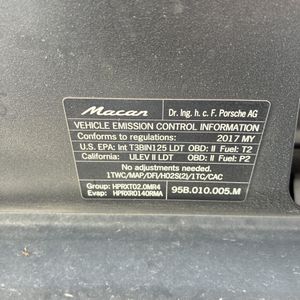 Macan Dr. Ing. h. c. F. Porsche AG
VEHICLE EMISSION CONTROL INFORMATION
Conforms to regulations: 2017 MY
U.S. EPA: Int T3BIN125 LDT OBD: II Fuel: T2
California: ULEV II LDT OBD: II Fuel: P2
No adjustments needed.
1TWC/MAP/DFI/HO2S(2)/1TC/CAC
Group: HPRXT02.0MR4
Evap: HPRXR0140RMA
95B.010.005.M